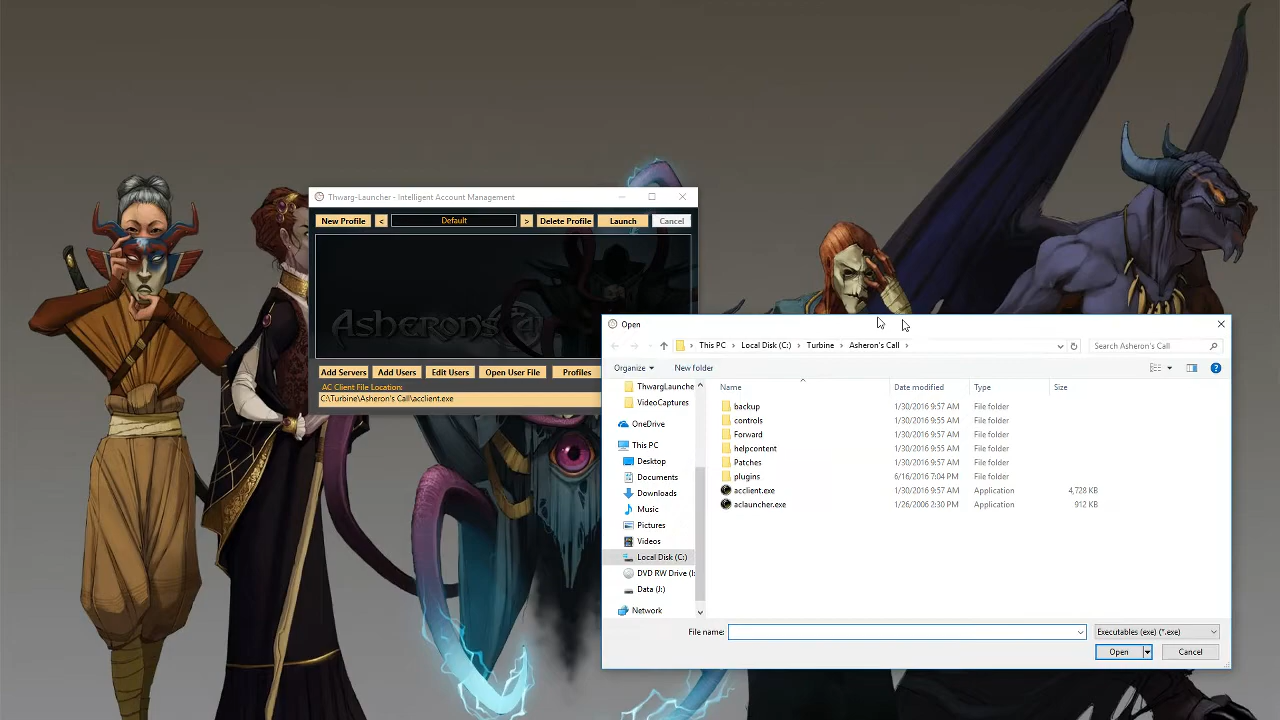 Thwarg-Launcher - Intelligent Account Management
New Profile < Default > Delete Profile Launch Cancel
Asheron's
Add Servers Add Users Edit Users Open User File Profiles
AC Client File Location:
C:\Turbine\Asheron's Call\acclient.exe
Open
This PC > Local Disk (C:) > Turbine > Asheron's Call >
Search Asheron's Call
Organize New folder
ThwargLaunche
VideoCaptures
OneDrive
This PC
Desktop
Documents
Downloads
Music
Pictures
Videos
Local Disk (C:)
DVD RW Drive (I:
Data (J:)
Network
Name Date modified Type Size
backup 1/30/2016 9:57 AM File folder
controls 1/30/2016 9:55 AM File folder
Forward 1/30/2016 9:57 AM File folder
helpcontent 1/30/2016 9:55 AM File folder
Patches 1/30/2016 9:57 AM File folder
plugins 6/16/2016 7:04 PM File folder
acclient.exe 1/30/2016 9:57 AM Application 4,728 KB
aclauncher.exe 1/26/2006 2:30 PM Application 912 KB
File name: Executables (exe) (*.exe)
Open Cancel